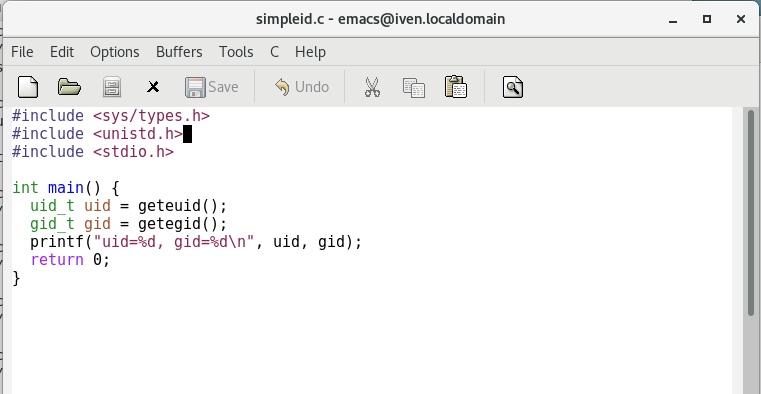 simpleid.c - emacs@iven.localdomain
File Edit Options Buffers Tools C Help
Save Undo
#include <sys/types.h>
#include <unistd.h>
#include <stdio.h>
int main() {
  uid_t uid = geteuid();
  gid_t gid = getegid();
  printf("uid=%d, gid=%d\n", uid, gid);
  return 0;
}